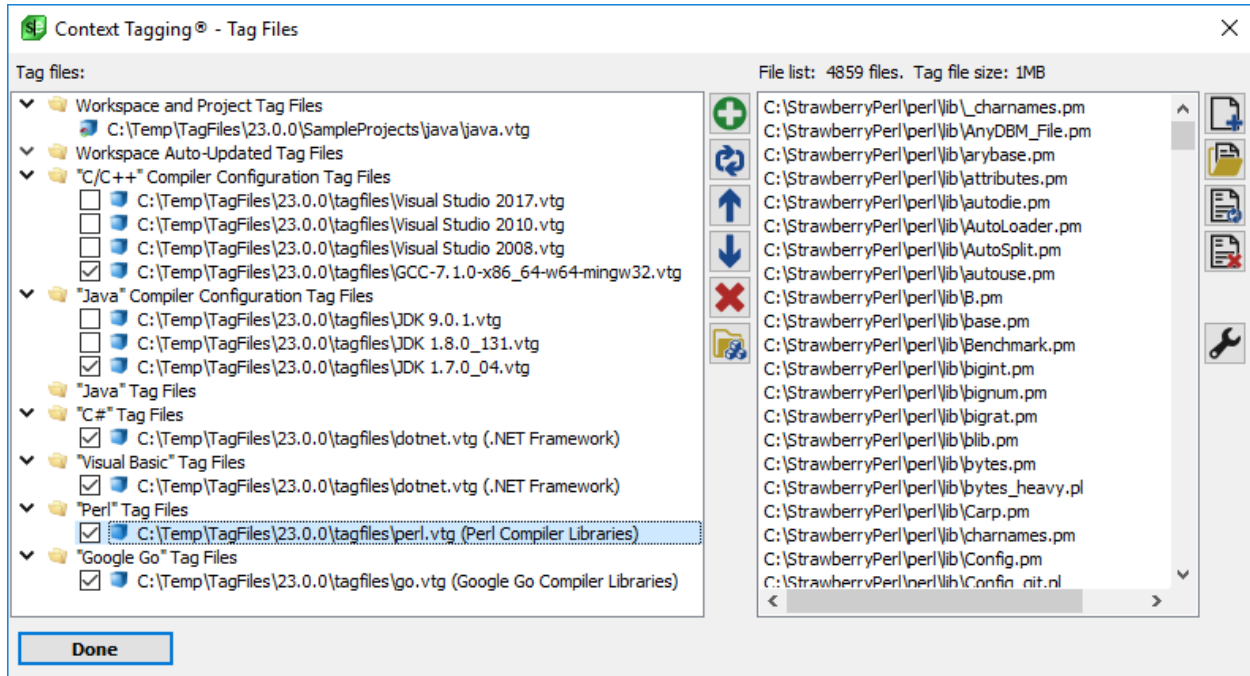 Context Tagging® - Tag Files
Tag files:
Workspace and Project Tag Files
C:\Temp\TagFiles\23.0.0\SampleProjects\java\java.vtg
Workspace Auto-Updated Tag Files
"C/C++" Compiler Configuration Tag Files
C:\Temp\TagFiles\23.0.0\tagfiles\Visual Studio 2017.vtg
C:\Temp\TagFiles\23.0.0\tagfiles\Visual Studio 2010.vtg
C:\Temp\TagFiles\23.0.0\tagfiles\Visual Studio 2008.vtg
C:\Temp\TagFiles\23.0.0\tagfiles\GCC-7.1.0-x86_64-w64-mingw32.vtg
"Java" Compiler Configuration Tag Files
C:\Temp\TagFiles\23.0.0\tagfiles\JDK 9.0.1.vtg
C:\Temp\TagFiles\23.0.0\tagfiles\JDK 1.8.0_131.vtg
C:\Temp\TagFiles\23.0.0\tagfiles\JDK 1.7.0_04.vtg
"Java" Tag Files
"C#" Tag Files
C:\Temp\TagFiles\23.0.0\tagfiles\dotnet.vtg (.NET Framework)
"Visual Basic" Tag Files
C:\Temp\TagFiles\23.0.0\tagfiles\dotnet.vtg (.NET Framework)
"Perl" Tag Files
C:\Temp\TagFiles\23.0.0\tagfiles\perl.vtg (Perl Compiler Libraries)
"Google Go" Tag Files
C:\Temp\TagFiles\23.0.0\tagfiles\go.vtg (Google Go Compiler Libraries)
File list: 4859 files. Tag file size: 1MB
C:\StrawberryPerl\perl\lib\_charnames.pm
C:\StrawberryPerl\perl\lib\AnyDBM_File.pm
C:\StrawberryPerl\perl\lib\arybase.pm
C:\StrawberryPerl\perl\lib\attributes.pm
C:\StrawberryPerl\perl\lib\autodie.pm
C:\StrawberryPerl\perl\lib\AutoLoader.pm
C:\StrawberryPerl\perl\lib\AutoSplit.pm
C:\StrawberryPerl\perl\lib\autouse.pm
C:\StrawberryPerl\perl\lib\B.pm
C:\StrawberryPerl\perl\lib\base.pm
C:\StrawberryPerl\perl\lib\Benchmark.pm
C:\StrawberryPerl\perl\lib\bigint.pm
C:\StrawberryPerl\perl\lib\bignum.pm
C:\StrawberryPerl\perl\lib\bigrat.pm
C:\StrawberryPerl\perl\lib\blib.pm
C:\StrawberryPerl\perl\lib\bytes.pm
C:\StrawberryPerl\perl\lib\bytes_heavy.pl
C:\StrawberryPerl\perl\lib\Carp.pm
C:\StrawberryPerl\perl\lib\charnames.pm
C:\StrawberryPerl\perl\lib\Config.pm
C:\StrawberryPerl\perl\lib\Config_git.pl
Done